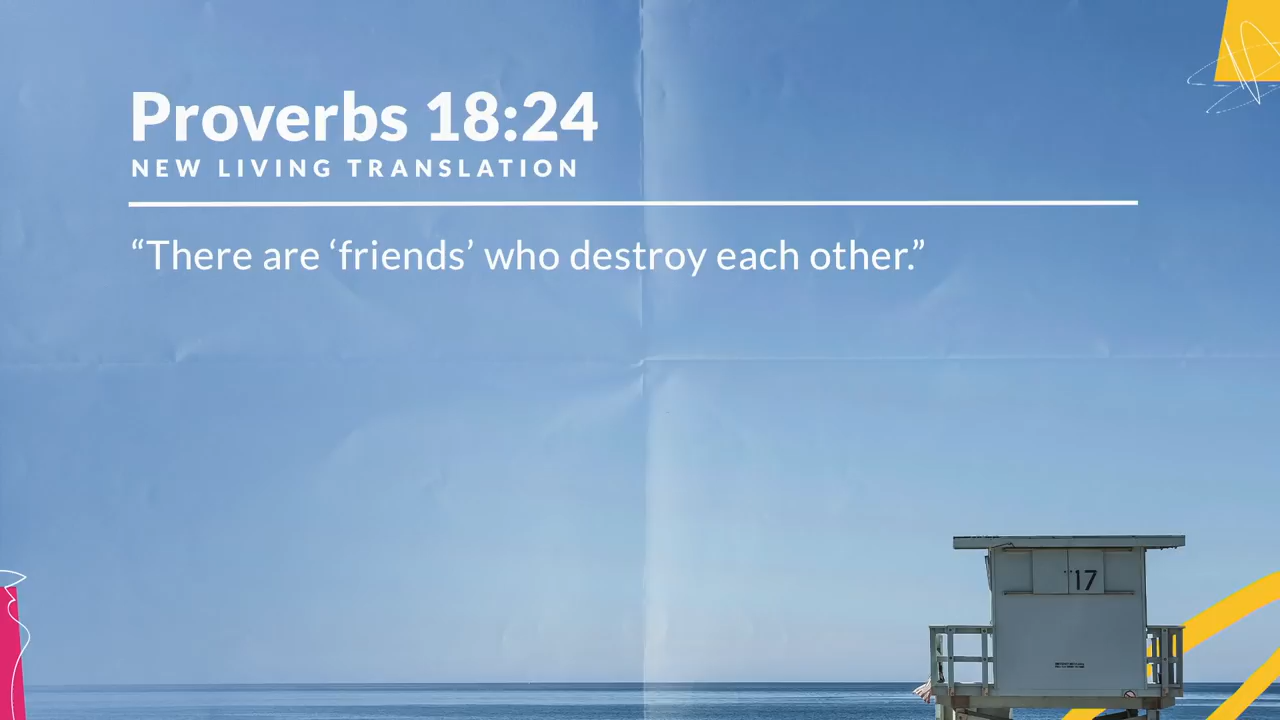 Proverbs 18:24
NEW LIVING TRANSLATION
“There are ‘friends’ who destroy each other.”
17